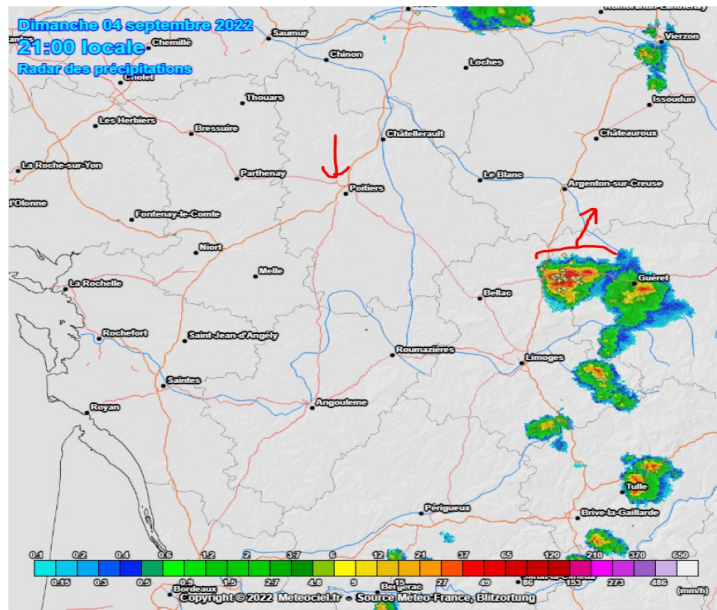 Dimanche 04 septembre 2022
21:00 locale
Radar des précipitations
Saumur
Chemillé
Cholet
Chinon
Loches
Vierzon
Issoudun
Thouars
Les Herbiers
Bressuire
Châtellerault
Châteauroux
La Roche-sur-Yon
Parthenay
Poitiers
Le Blanc
Argenton-sur-Creuse
d'Olonne
Fontenay-le-Comte
Niort
Melle
La Rochelle
Bellac
Guéret
Rochefort
Saint-Jean-d'Angély
Roumazières
Limoges
Saintes
Royan
Angouleme
Tulle
Périgueux
Brive-la-Gaillarde
0.1 0.2 0.4 0.6 1.2 2 3.7 6 12 21 37 65 120 210 370 650
0.15 0.3 0.5 0.9 1.5 2.7 4.8 9 15 27 49 86 153 273 486 (mm/h)
Bordeaux
Bergerac
Copyright © 2022 Meteociel.fr - Source Météo-France, Blitzortung